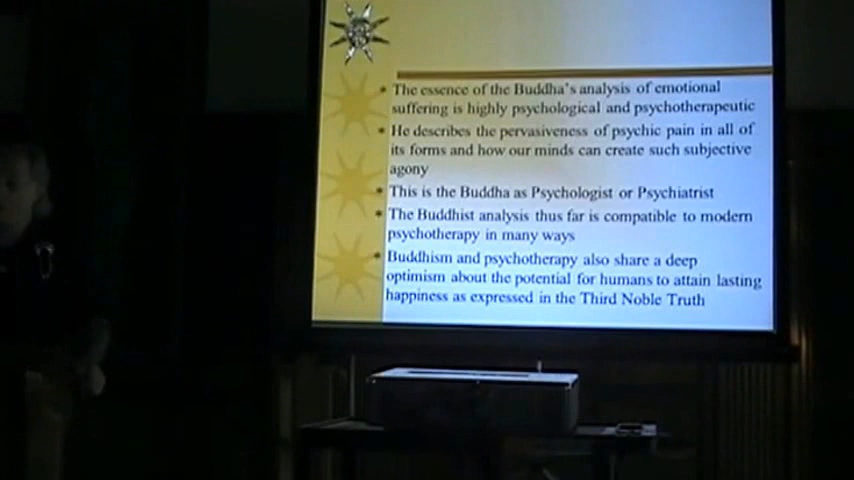 * The essence of the Buddha's analysis of emotional
suffering is highly psychological and psychotherapeutic
* He describes the pervasiveness of psychic pain in all of
its forms and how our minds can create such subjective
agony
* This is the Buddha as Psychologist or Psychiatrist
* The Buddhist analysis thus far is compatible to modern
psychotherapy in many ways
* Buddhism and psychotherapy also share a deep
optimism about the potential for humans to attain lasting
happiness as expressed in the Third Noble Truth